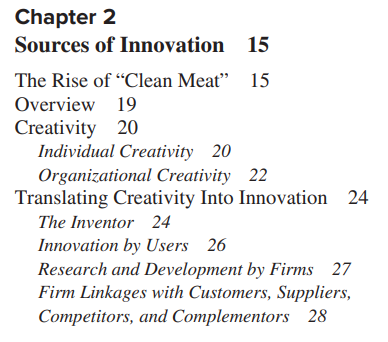 Chapter 2
Sources of Innovation 15
The Rise of “Clean Meat” 15
Overview 19
Creativity 20
Individual Creativity 20
Organizational Creativity 22
Translating Creativity Into Innovation 24
The Inventor 24
Innovation by Users 26
Research and Development by Firms 27
Firm Linkages with Customers, Suppliers,
Competitors, and Complementors 28